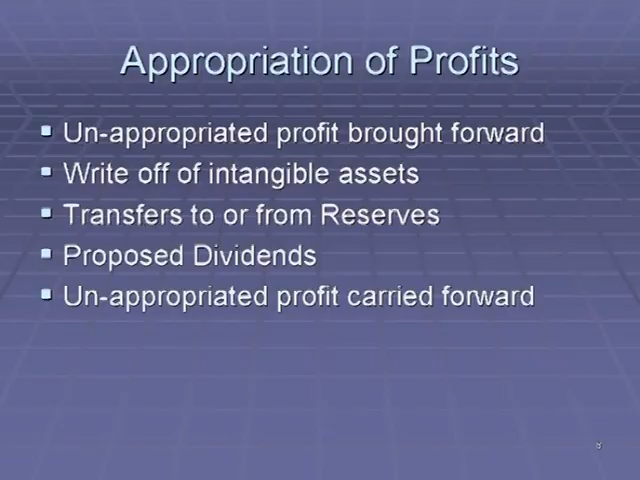 Appropriation of Profits
Un-appropriated profit brought forward
Write off of intangible assets
Transfers to or from Reserves
Proposed Dividends
Un-appropriated profit carried forward